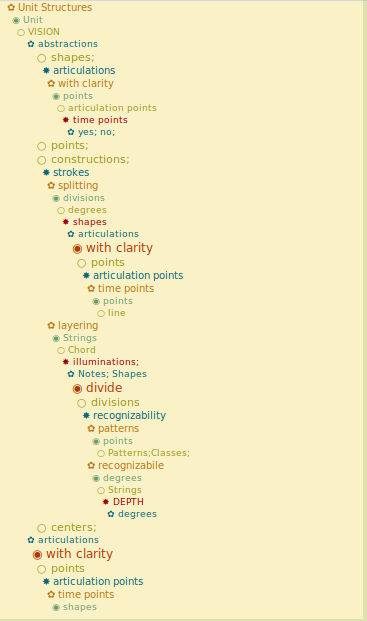 Unit Structures
Unit
VISION
abstractions
shapes;
articulations
with clarity
points
articulation points
time points
yes; no;
points;
constructions;
strokes
splitting
divisions
degrees
shapes
articulations
with clarity
points
articulation points
time points
points
line
layering
Strings
Chord
illuminations;
Notes; Shapes
divide
divisions
recognizability
patterns
points
Patterns;Classes;
recognizabile
degrees
Strings
DEPTH
degrees
centers;
articulations
with clarity
points
articulation points
time points
shapes